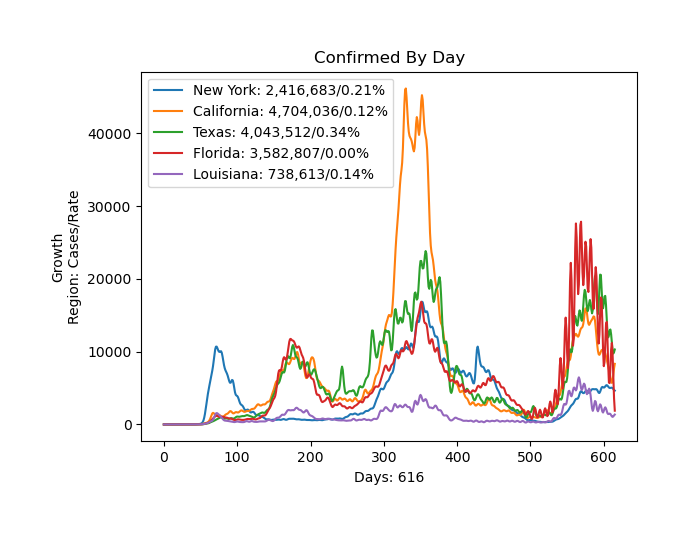 Confirmed By Day
New York: 2,416,683/0.21%
California: 4,704,036/0.12%
Texas: 4,043,512/0.34%
Florida: 3,582,807/0.00%
Louisiana: 738,613/0.14%
Growth
Region: Cases/Rate
40000
30000
20000
10000
0
0 100 200 300 400 500 600
Days: 616